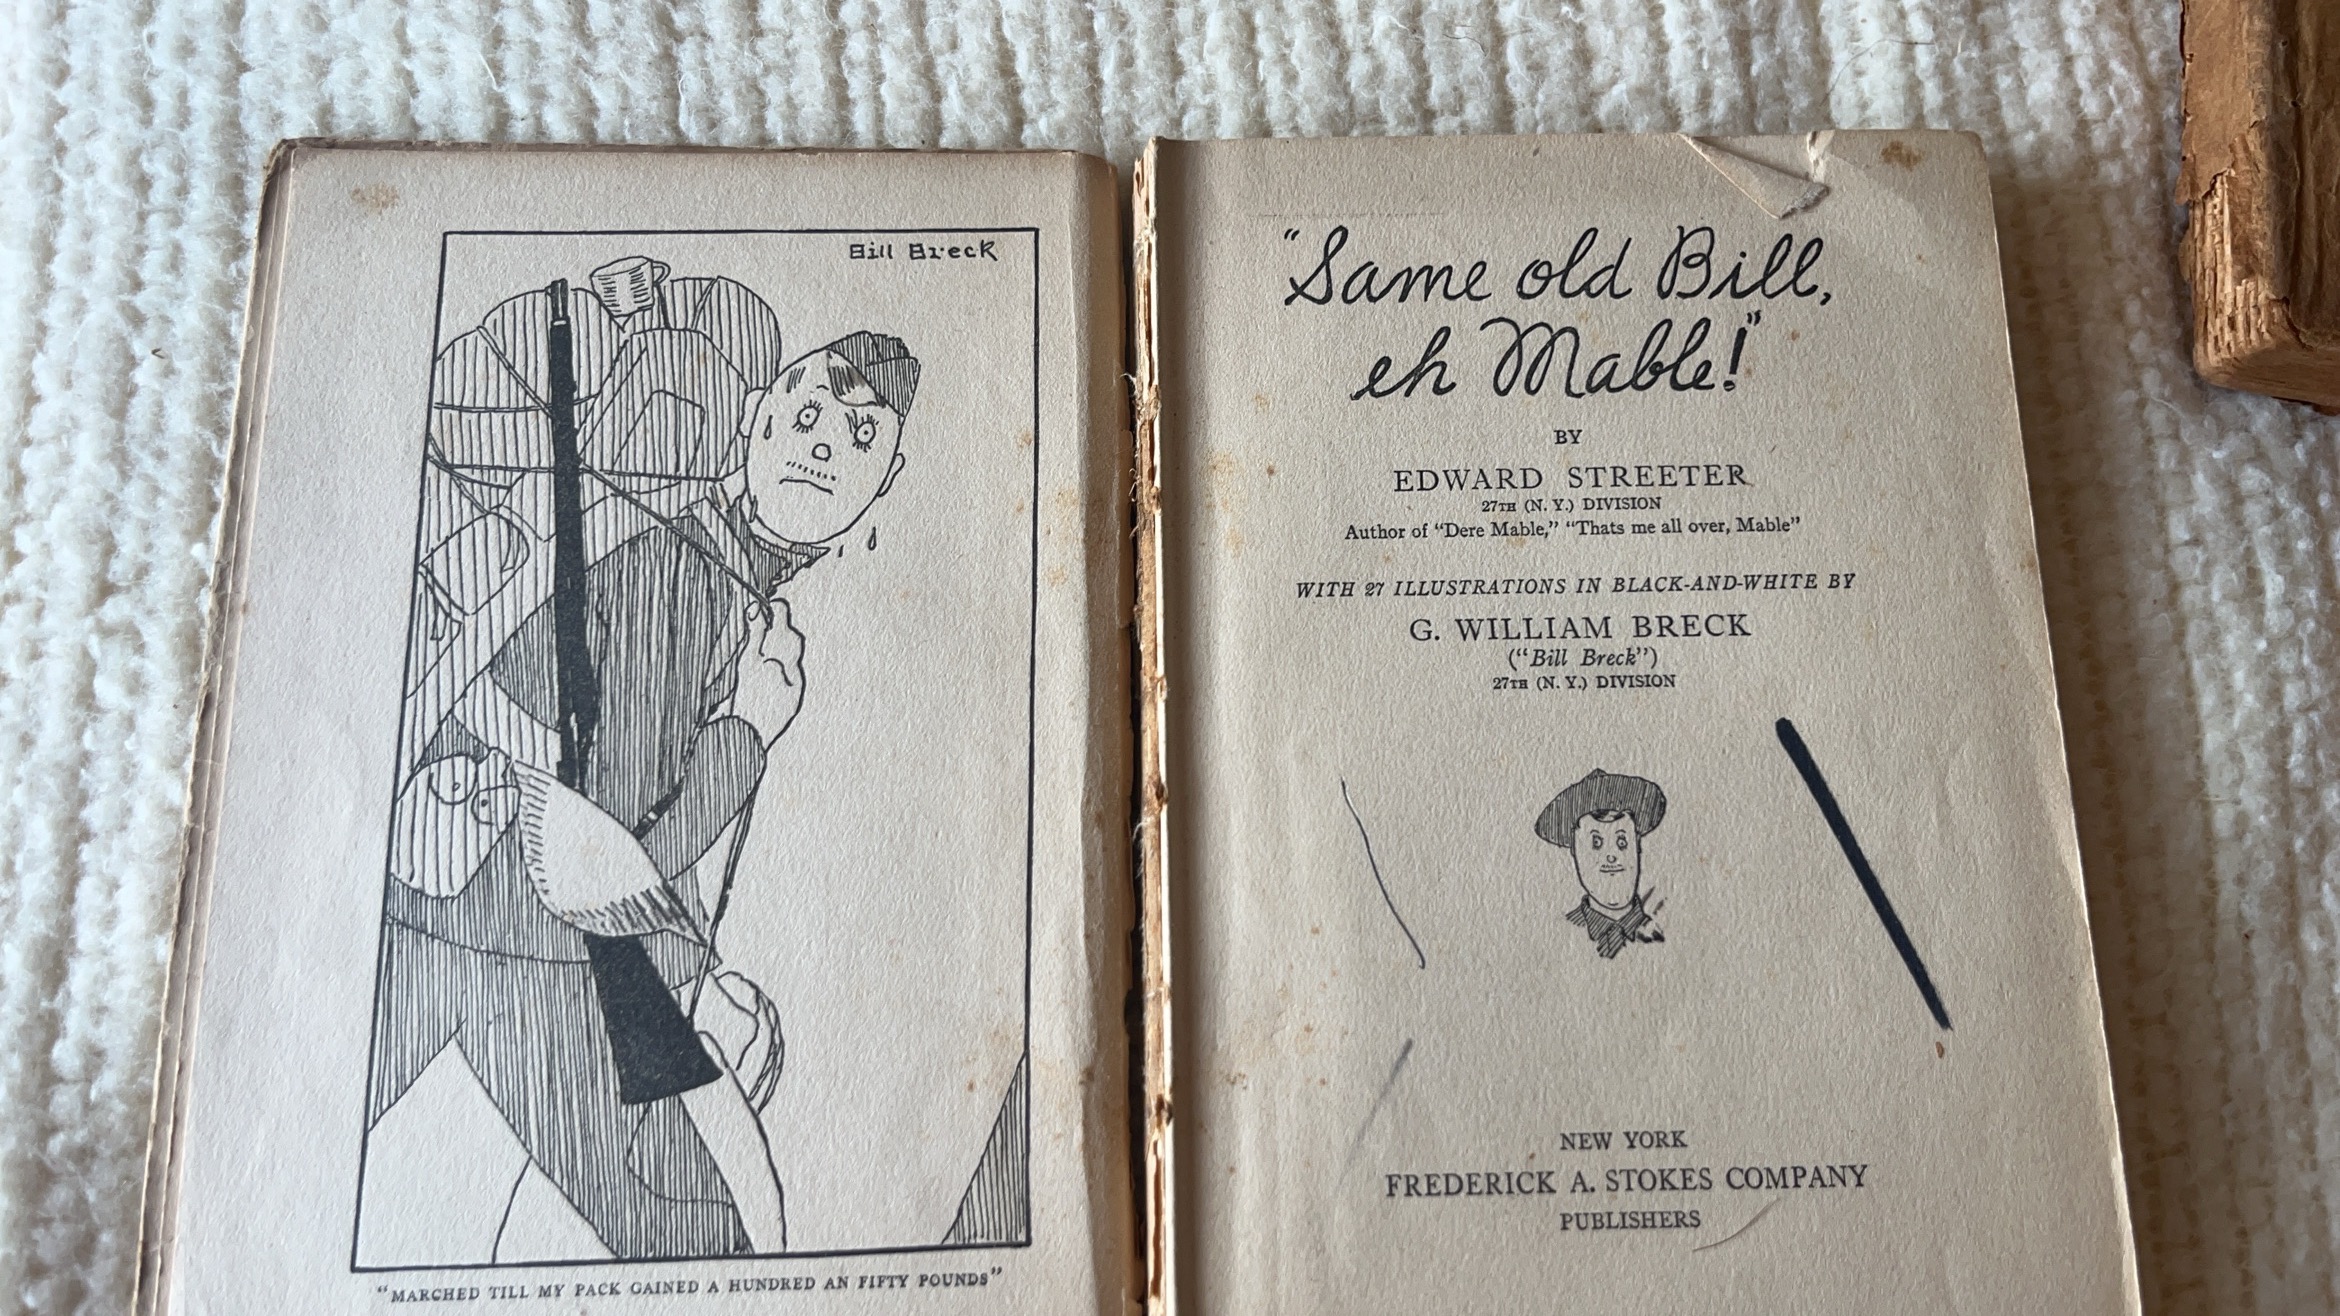 Bill Breck
"MARCHED TILL MY PACK GAINED A HUNDRED AN FIFTY POUNDS"
"Same old Bill,
eh Mable!"
BY
EDWARD STREETER
27TH (N. Y.) DIVISION
Author of "Dere Mable," "Thats me all over, Mable"
WITH 27 ILLUSTRATIONS IN BLACK-AND-WHITE BY
G. WILLIAM BRECK
("Bill Breck")
27TH (N. Y.) DIVISION
NEW YORK
FREDERICK A. STOKES COMPANY
PUBLISHERS